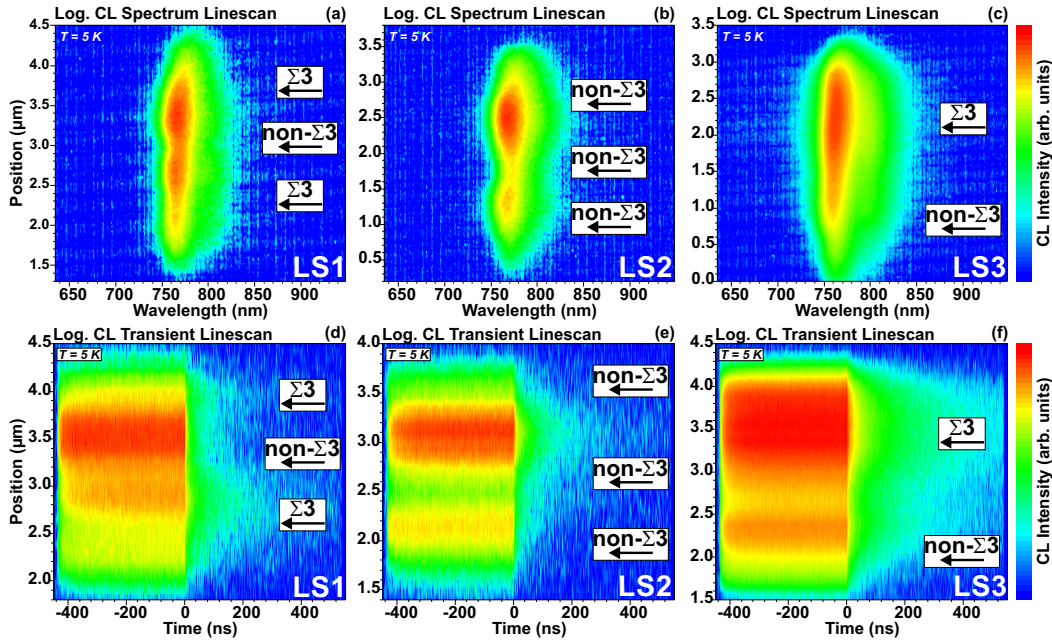 Log. CL Spectrum Linescan (a)
T = 5 K
4.5
4.0
3.5
3.0
2.5
2.0
1.5
Position (µm)
Σ3
non-Σ3
Σ3
LS1
650 700 750 800 850 900
Wavelength (nm)
Log. CL Spectrum Linescan (b)
T = 5 K
3.5
3.0
2.5
2.0
1.5
1.0
0.5
non-Σ3
non-Σ3
non-Σ3
LS2
650 700 750 800 850 900
Wavelength (nm)
Log. CL Spectrum Linescan (c)
T = 5 K
3.5
3.0
2.5
2.0
1.5
1.0
0.5
0.0
Σ3
non-Σ3
LS3
650 700 750 800 850 900
Wavelength (nm)
CL Intensity (arb. units)
Log. CL Transient Linescan (d)
T = 5 K
4.5
4.0
3.5
3.0
2.5
2.0
Position (µm)
Σ3
non-Σ3
Σ3
LS1
-400 -200 0 200 400
Time (ns)
Log. CL Transient Linescan (e)
T = 5 K
4.0
3.5
3.0
2.5
2.0
1.4
non-Σ3
non-Σ3
non-Σ3
LS2
-400 -200 0 200 400
Time (ns)
Log. CL Transient Linescan (f)
T = 5 K
4.5
4.0
3.5
3.0
2.5
2.0
1.5
Σ3
non-Σ3
LS3
-400 -200 0 200 400
Time (ns)
CL Intensity (arb. units)